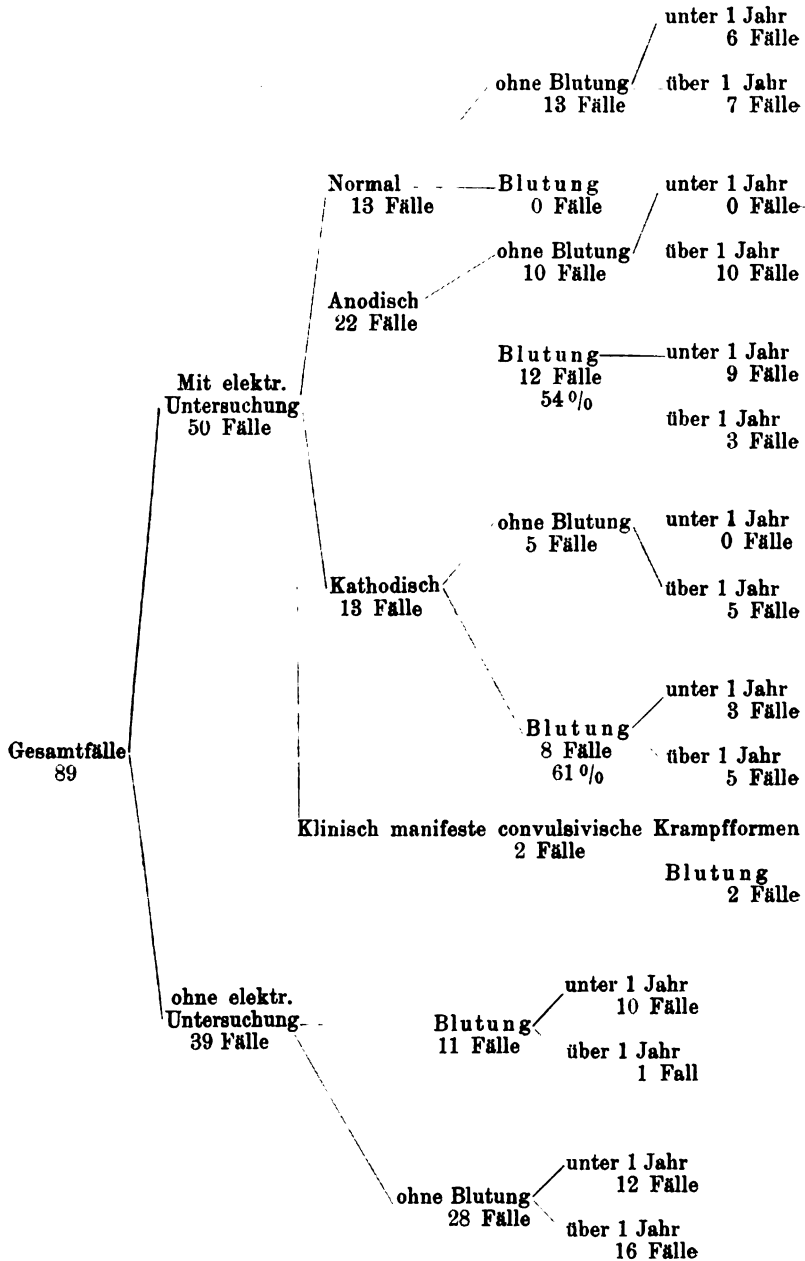 unter 1 Jahr
6 Fälle
ohne Blutung
13 Fälle
über 1 Jahr
7 Fälle
Normal
13 Fälle
Blutung
0 Fälle
unter 1 Jahr
0 Fälle
ohne Blutung
10 Fälle
über 1 Jahr
10 Fälle
Anodisch
22 Fälle
Blutung
12 Fälle
54 %
unter 1 Jahr
9 Fälle
über 1 Jahr
3 Fälle
Mit elektr.
Untersuchung
50 Fälle
ohne Blutung
5 Fälle
unter 1 Jahr
0 Fälle
über 1 Jahr
5 Fälle
Kathodisch
13 Fälle
unter 1 Jahr
3 Fälle
Blutung
8 Fälle
61 %
über 1 Jahr
5 Fälle
Gesamtfälle
89
Klinisch manifeste convulsivische Krampfformen
2 Fälle
Blutung
2 Fälle
ohne elektr.
Untersuchung
39 Fälle
unter 1 Jahr
10 Fälle
Blutung
11 Fälle
über 1 Jahr
1 Fall
unter 1 Jahr
12 Fälle
ohne Blutung
28 Fälle
über 1 Jahr
16 Fälle